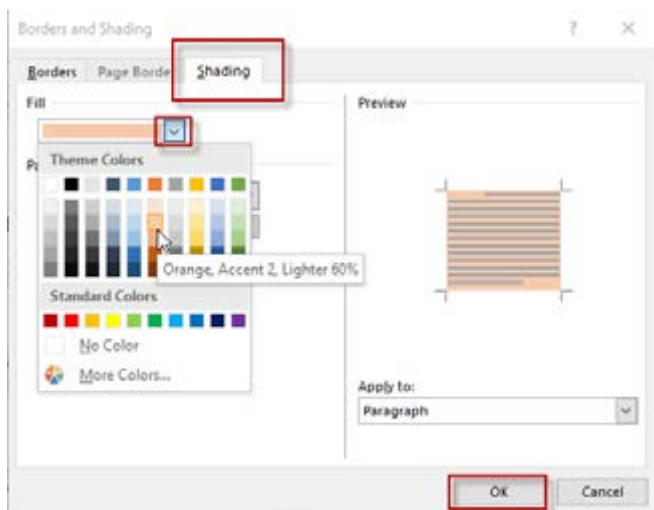 Borders and Shading ? ×
Borders Page Borde Shading
Fill
Preview
Theme Colors
Orange, Accent 2, Lighter 60%
Standard Colors
No Color
More Colors...
Apply to:
Paragraph
OK Cancel